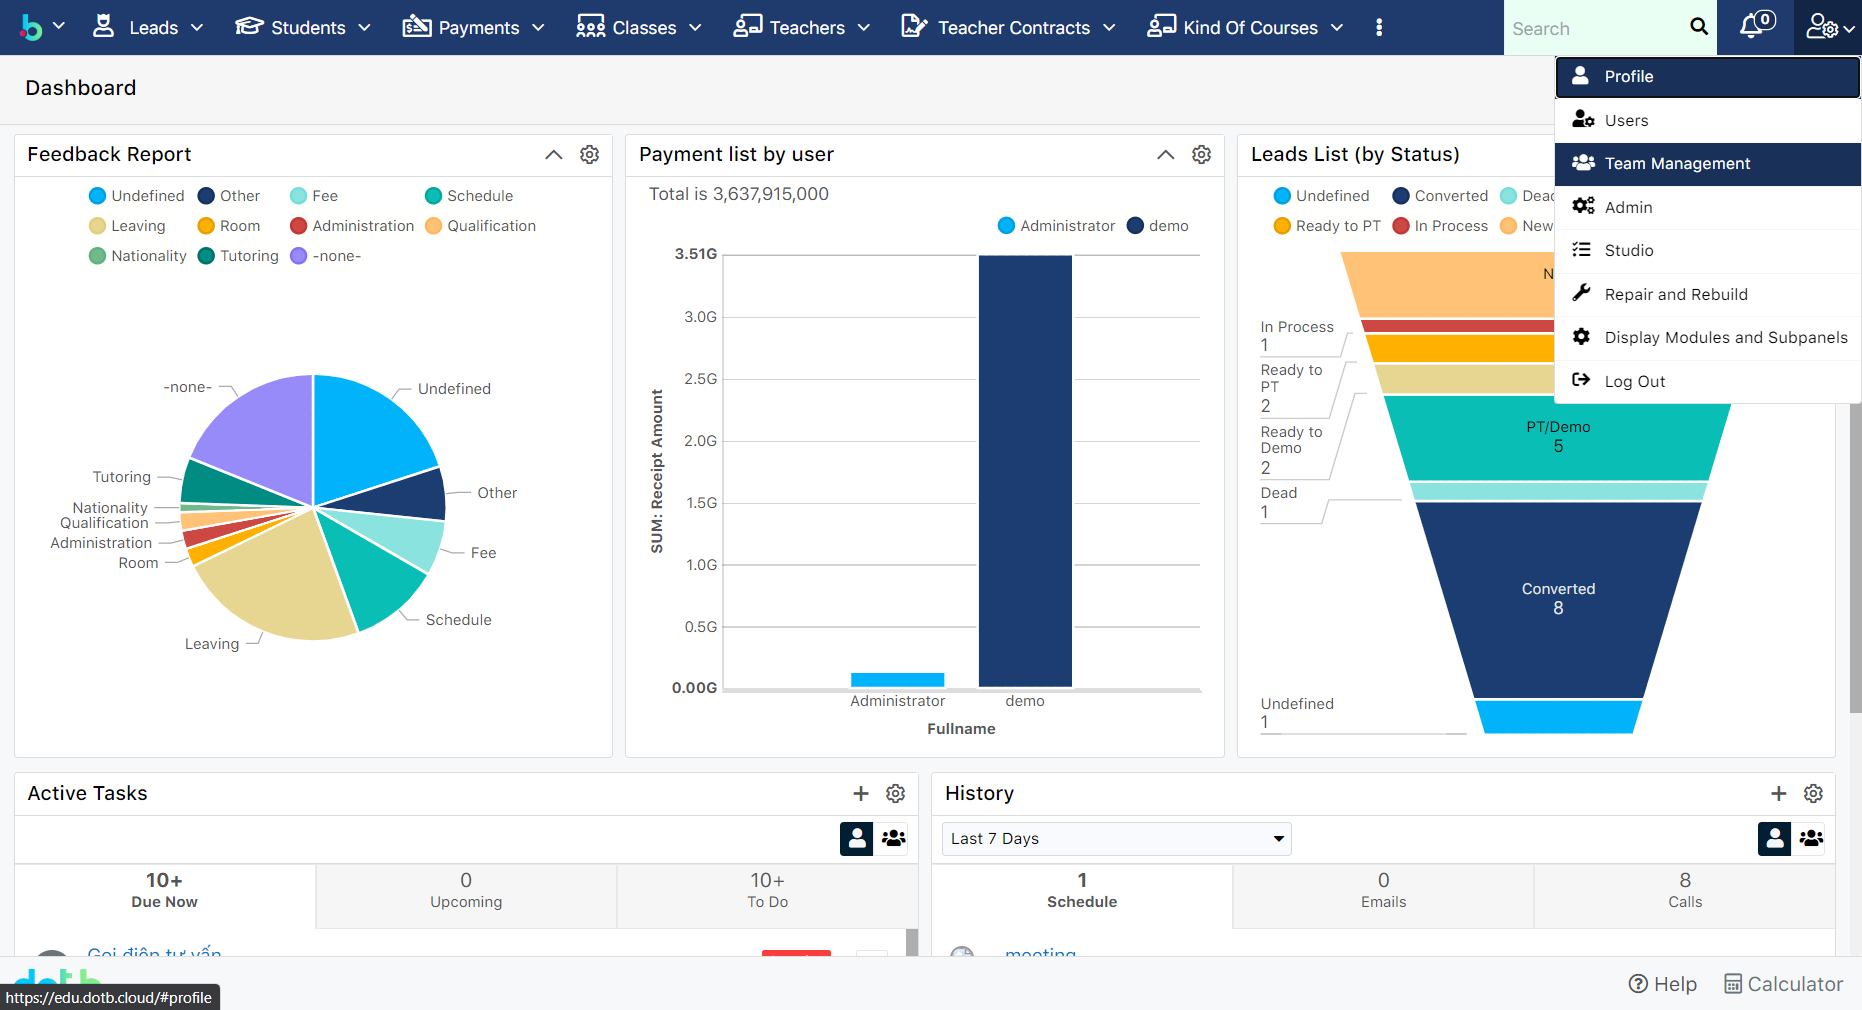 Leads
Students
Payments
Classes
Teachers
Teacher Contracts
Kind Of Courses
Search
0
Dashboard
Profile
Users
Team Management
Admin
Studio
Repair and Rebuild
Display Modules and Subpanels
Log Out
Feedback Report
Undefined Other Fee Schedule
Leaving Room Administration Qualification
Nationality Tutoring -none-
-none-
Undefined
Tutoring
Other
Nationality
Qualification
Administration
Room
Fee
Schedule
Leaving
Payment list by user
Total is 3,637,915,000
Administrator demo
3.51G
3.0G
2.5G
2.0G
1.5G
1.0G
0.5G
0.00G
SUM: Receipt Amount
Administrator demo
Fullname
Leads List (by Status)
Undefined Converted Dead
Ready to PT In Process New
N
In Process
1
Ready to
PT
2
Ready to
Demo
2
PT/Demo
5
Dead
1
Converted
8
Undefined
1
Active Tasks
10+
Due Now
0
Upcoming
10+
To Do
Gọi điện tư vấn
History
Last 7 Days
1
Schedule
0
Emails
8
Calls
meeting
dotb
https://edu.dotb.cloud/#profile
Help
Calculator